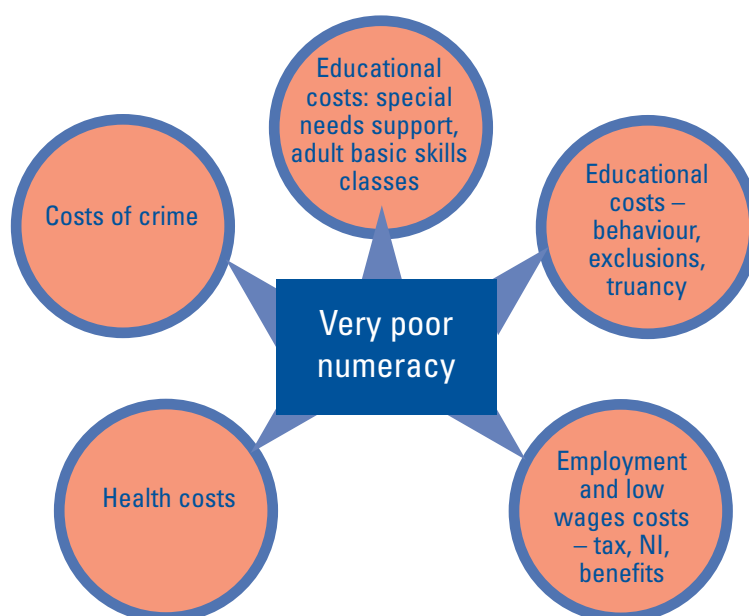 Educational
costs: special
needs support,
adult basic skills
classes
Costs of crime
Educational
costs –
behaviour,
exclusions,
truancy
Very poor
numeracy
Health costs
Employment
and low
wages costs
– tax, NI,
benefits